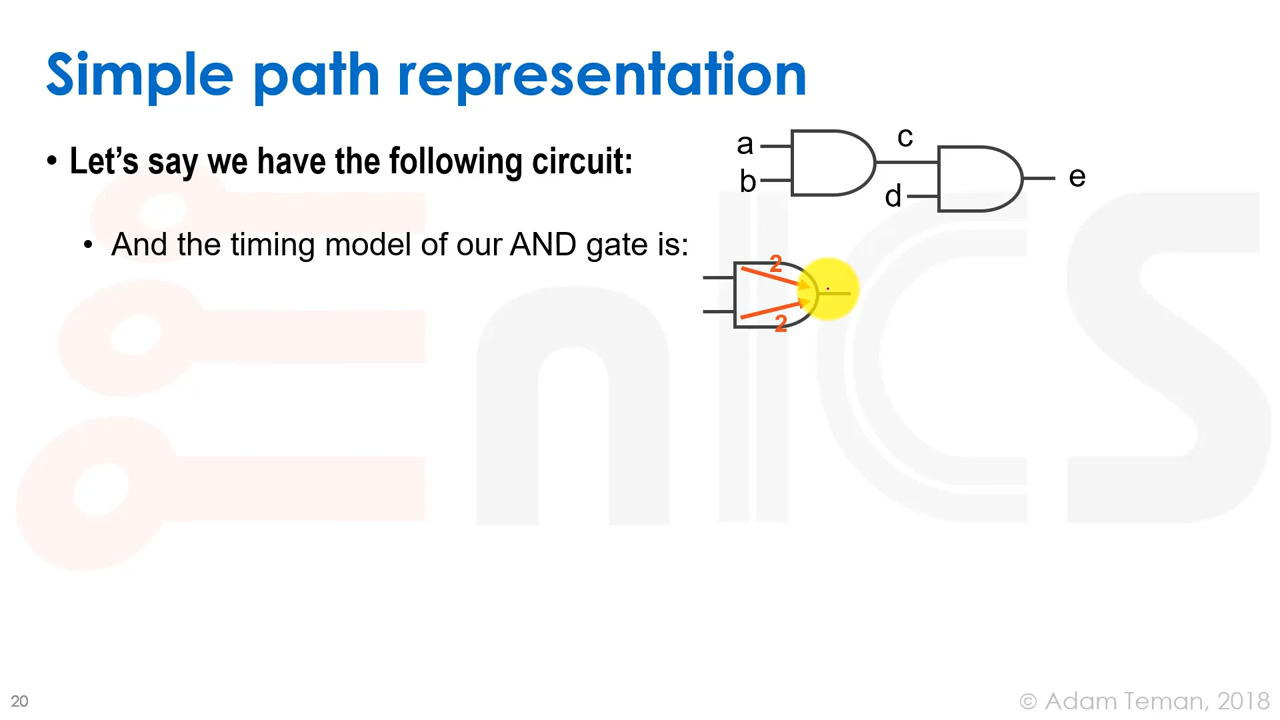 Simple path representation
• Let's say we have the following circuit:
a
b
c
d
e
• And the timing model of our AND gate is:
2
2
enICS
20
© Adam Teman, 2018